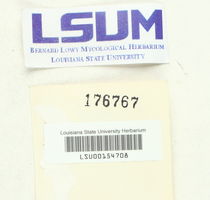 LSUM
Bernard Lowy Mycological Herbarium
Louisiana State University
176767
Louisiana State University Herbarium
LSU00154708